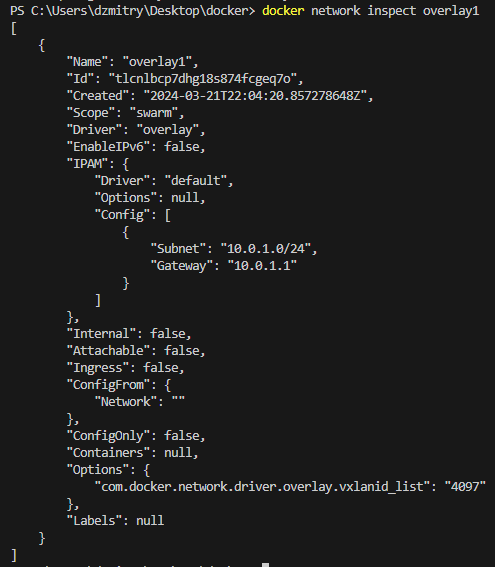 PS C:\Users\dzmitry\Desktop\docker> docker network inspect overlay1
[
    {
        "Name": "overlay1",
        "Id": "tlcnlbcp7dhg18s874fcgeq7o",
        "Created": "2024-03-21T22:04:20.857278648Z",
        "Scope": "swarm",
        "Driver": "overlay",
        "EnableIPv6": false,
        "IPAM": {
            "Driver": "default",
            "Options": null,
            "Config": [
                {
                    "Subnet": "10.0.1.0/24",
                    "Gateway": "10.0.1.1"
                }
            ]
        },
        "Internal": false,
        "Attachable": false,
        "Ingress": false,
        "ConfigFrom": {
            "Network": ""
        },
        "ConfigOnly": false,
        "Containers": null,
        "Options": {
            "com.docker.network.driver.overlay.vxlanid_list": "4097"
        },
        "Labels": null
    }
]